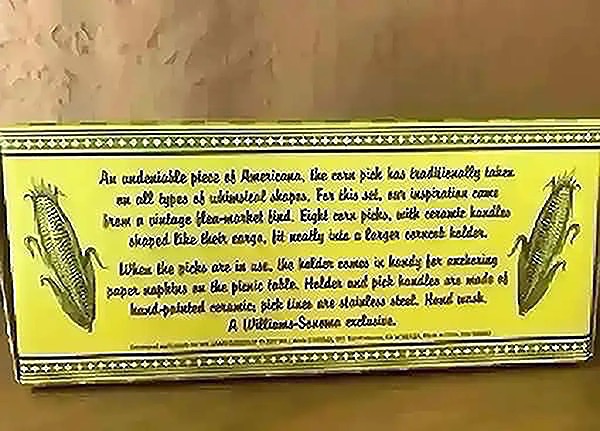 An undeniable piece of Americana, the corn pick has traditionally taken
on all types of whimsical shapes. For this set, our inspiration came
from a vintage flea-market find. Eight corn picks, with ceramic handles
shaped like their cargo, fit neatly into a larger corncob holder.
When the picks are in use, the holder comes in handy for anchoring
paper napkins on the picnic table. Holder and pick handles are made of
hand-painted ceramic; pick tines are stainless steel. Hand wash.
A Williams-Sonoma exclusive.